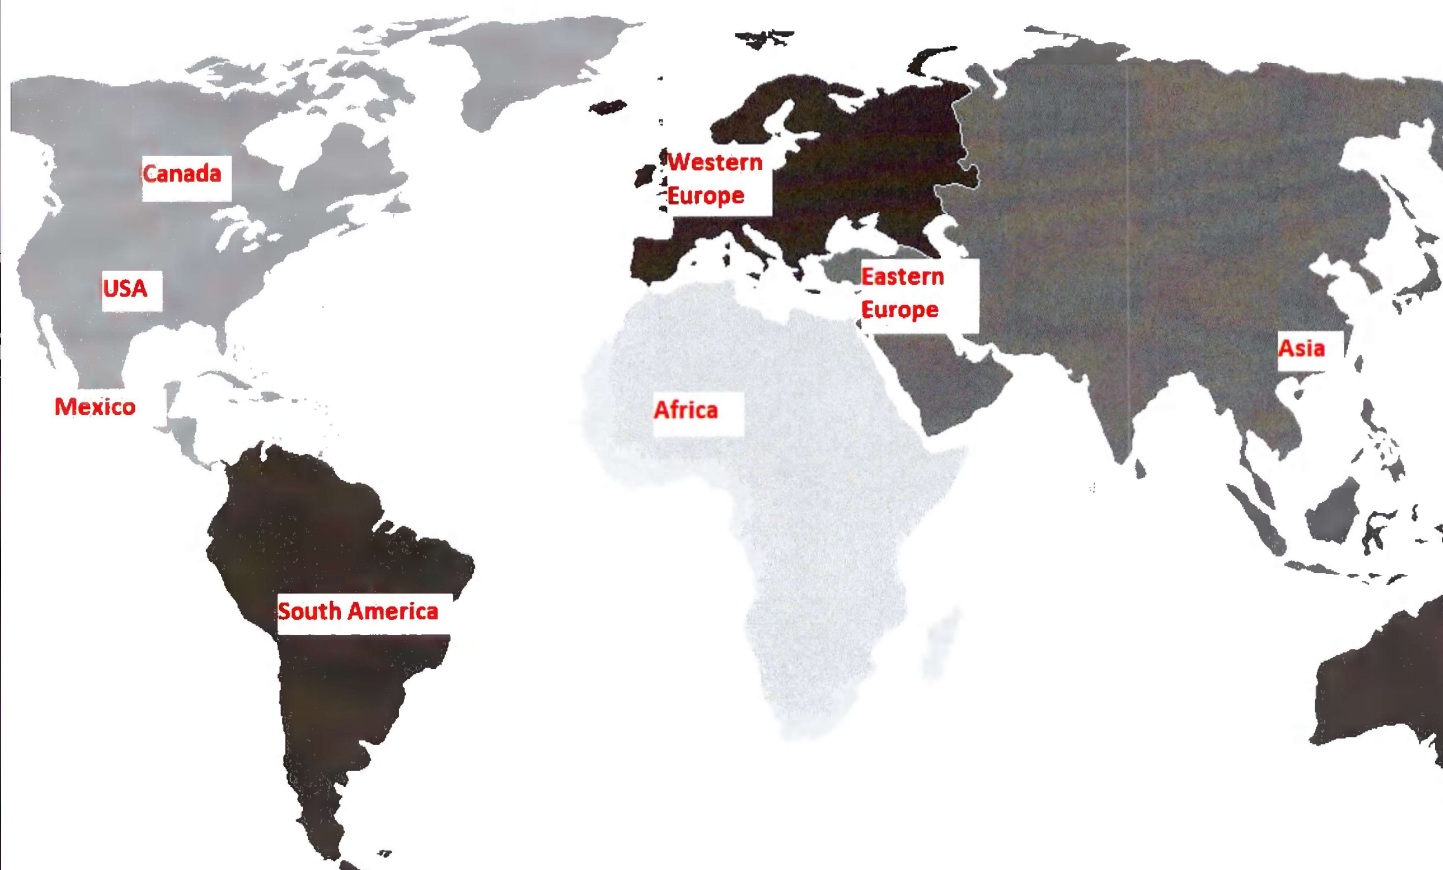 Canada
USA
Mexico
South America
Western
Europe
Eastern
Europe
Africa
Asia